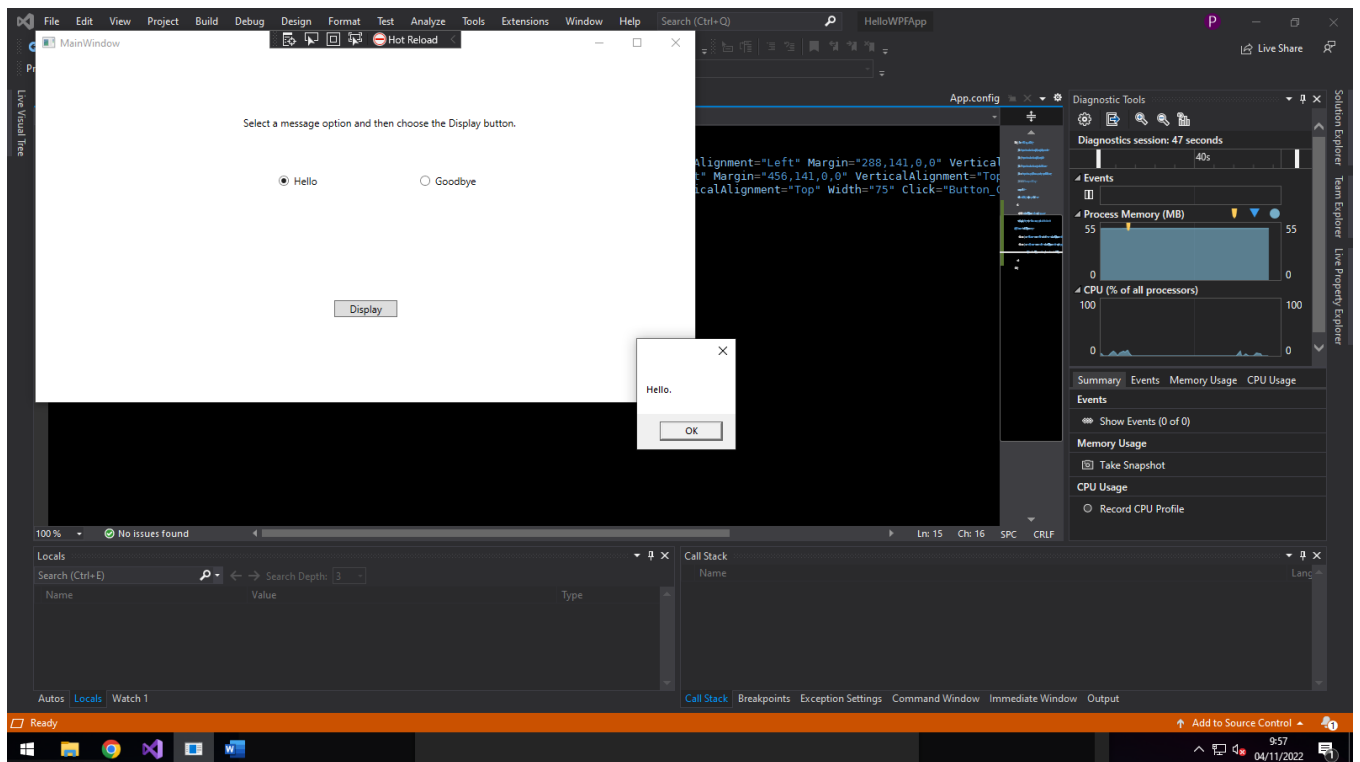 File Edit View Project Build Debug Design Format Test Analyze Tools Extensions Window Help Search (Ctrl+Q) HelloWPFApp P
MainWindow Hot Reload Live Share
Pr
App.config Diagnostic Tools
Live Visual Tree
Solution Explorer
Team Explorer
Live Property Explorer
Select a message option and then choose the Display button.
Hello Goodbye
Display
Alignment="Left" Margin="288,141,0,0" Vertical
t" Margin="456,141,0,0" VerticalAlignment="Top
icalAlignment="Top" Width="75" Click="Button_C
Diagnostics session: 47 seconds
40s
Events
Process Memory (MB)
55 55
0 0
CPU (% of all processors)
100 100
0 0
Summary Events Memory Usage CPU Usage
Events
Show Events (0 of 0)
Memory Usage
Take Snapshot
CPU Usage
Record CPU Profile
Hello.
OK
100 % No issues found Ln: 15 Ch: 16 SPC CRLF
Locals
Search (Ctrl+E) Search Depth: 3
Name Value Type
Autos Locals Watch 1
Call Stack
Name Lang
Call Stack Breakpoints Exception Settings Command Window Immediate Window Output
Ready Add to Source Control 1
W 9:57
04/11/2022 1